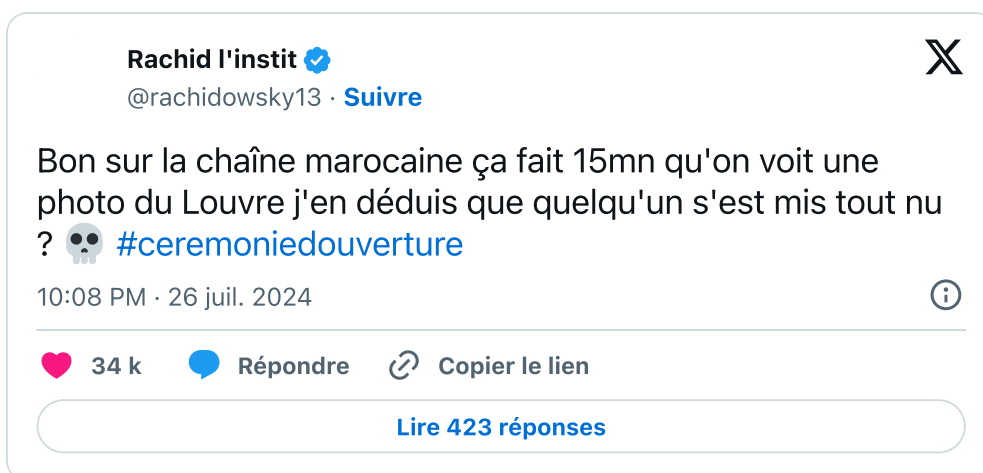 Rachid l'instit
@rachidowsky13 · Suivre
Bon sur la chaîne marocaine ça fait 15mn qu'on voit une
photo du Louvre j'en déduis que quelqu'un s'est mis tout nu
? 💀 #ceremoniedouverture
10:08 PM · 26 juil. 2024
34 k Répondre Copier le lien
Lire 423 réponses